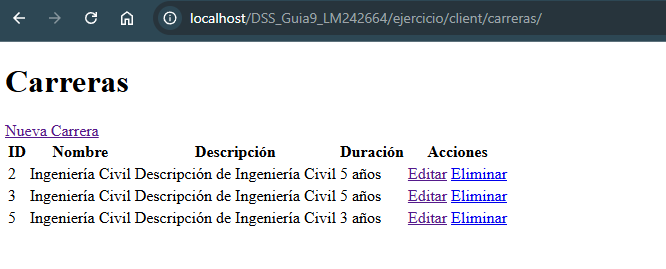 localhost/DSS_Guia9_LM242664/ejercicio/client/carreras/
Carreras
Nueva Carrera
ID Nombre Descripción Duración Acciones
2 Ingeniería Civil Descripción de Ingeniería Civil 5 años Editar Eliminar
3 Ingeniería Civil Descripción de Ingeniería Civil 5 años Editar Eliminar
5 Ingeniería Civil Descripción de Ingeniería Civil 3 años Editar Eliminar